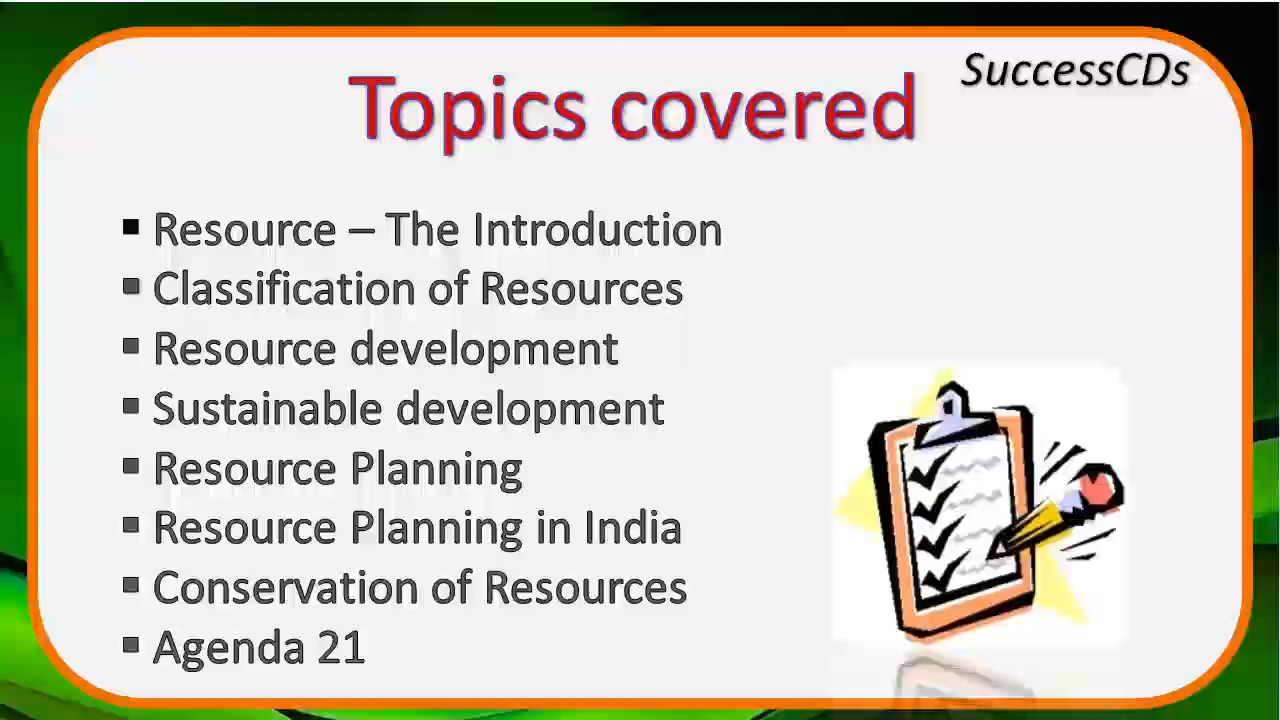 SuccessCDs
Topics covered
▪ Resource – The Introduction
▪ Classification of Resources
▪ Resource development
▪ Sustainable development
▪ Resource Planning
▪ Resource Planning in India
▪ Conservation of Resources
▪ Agenda 21